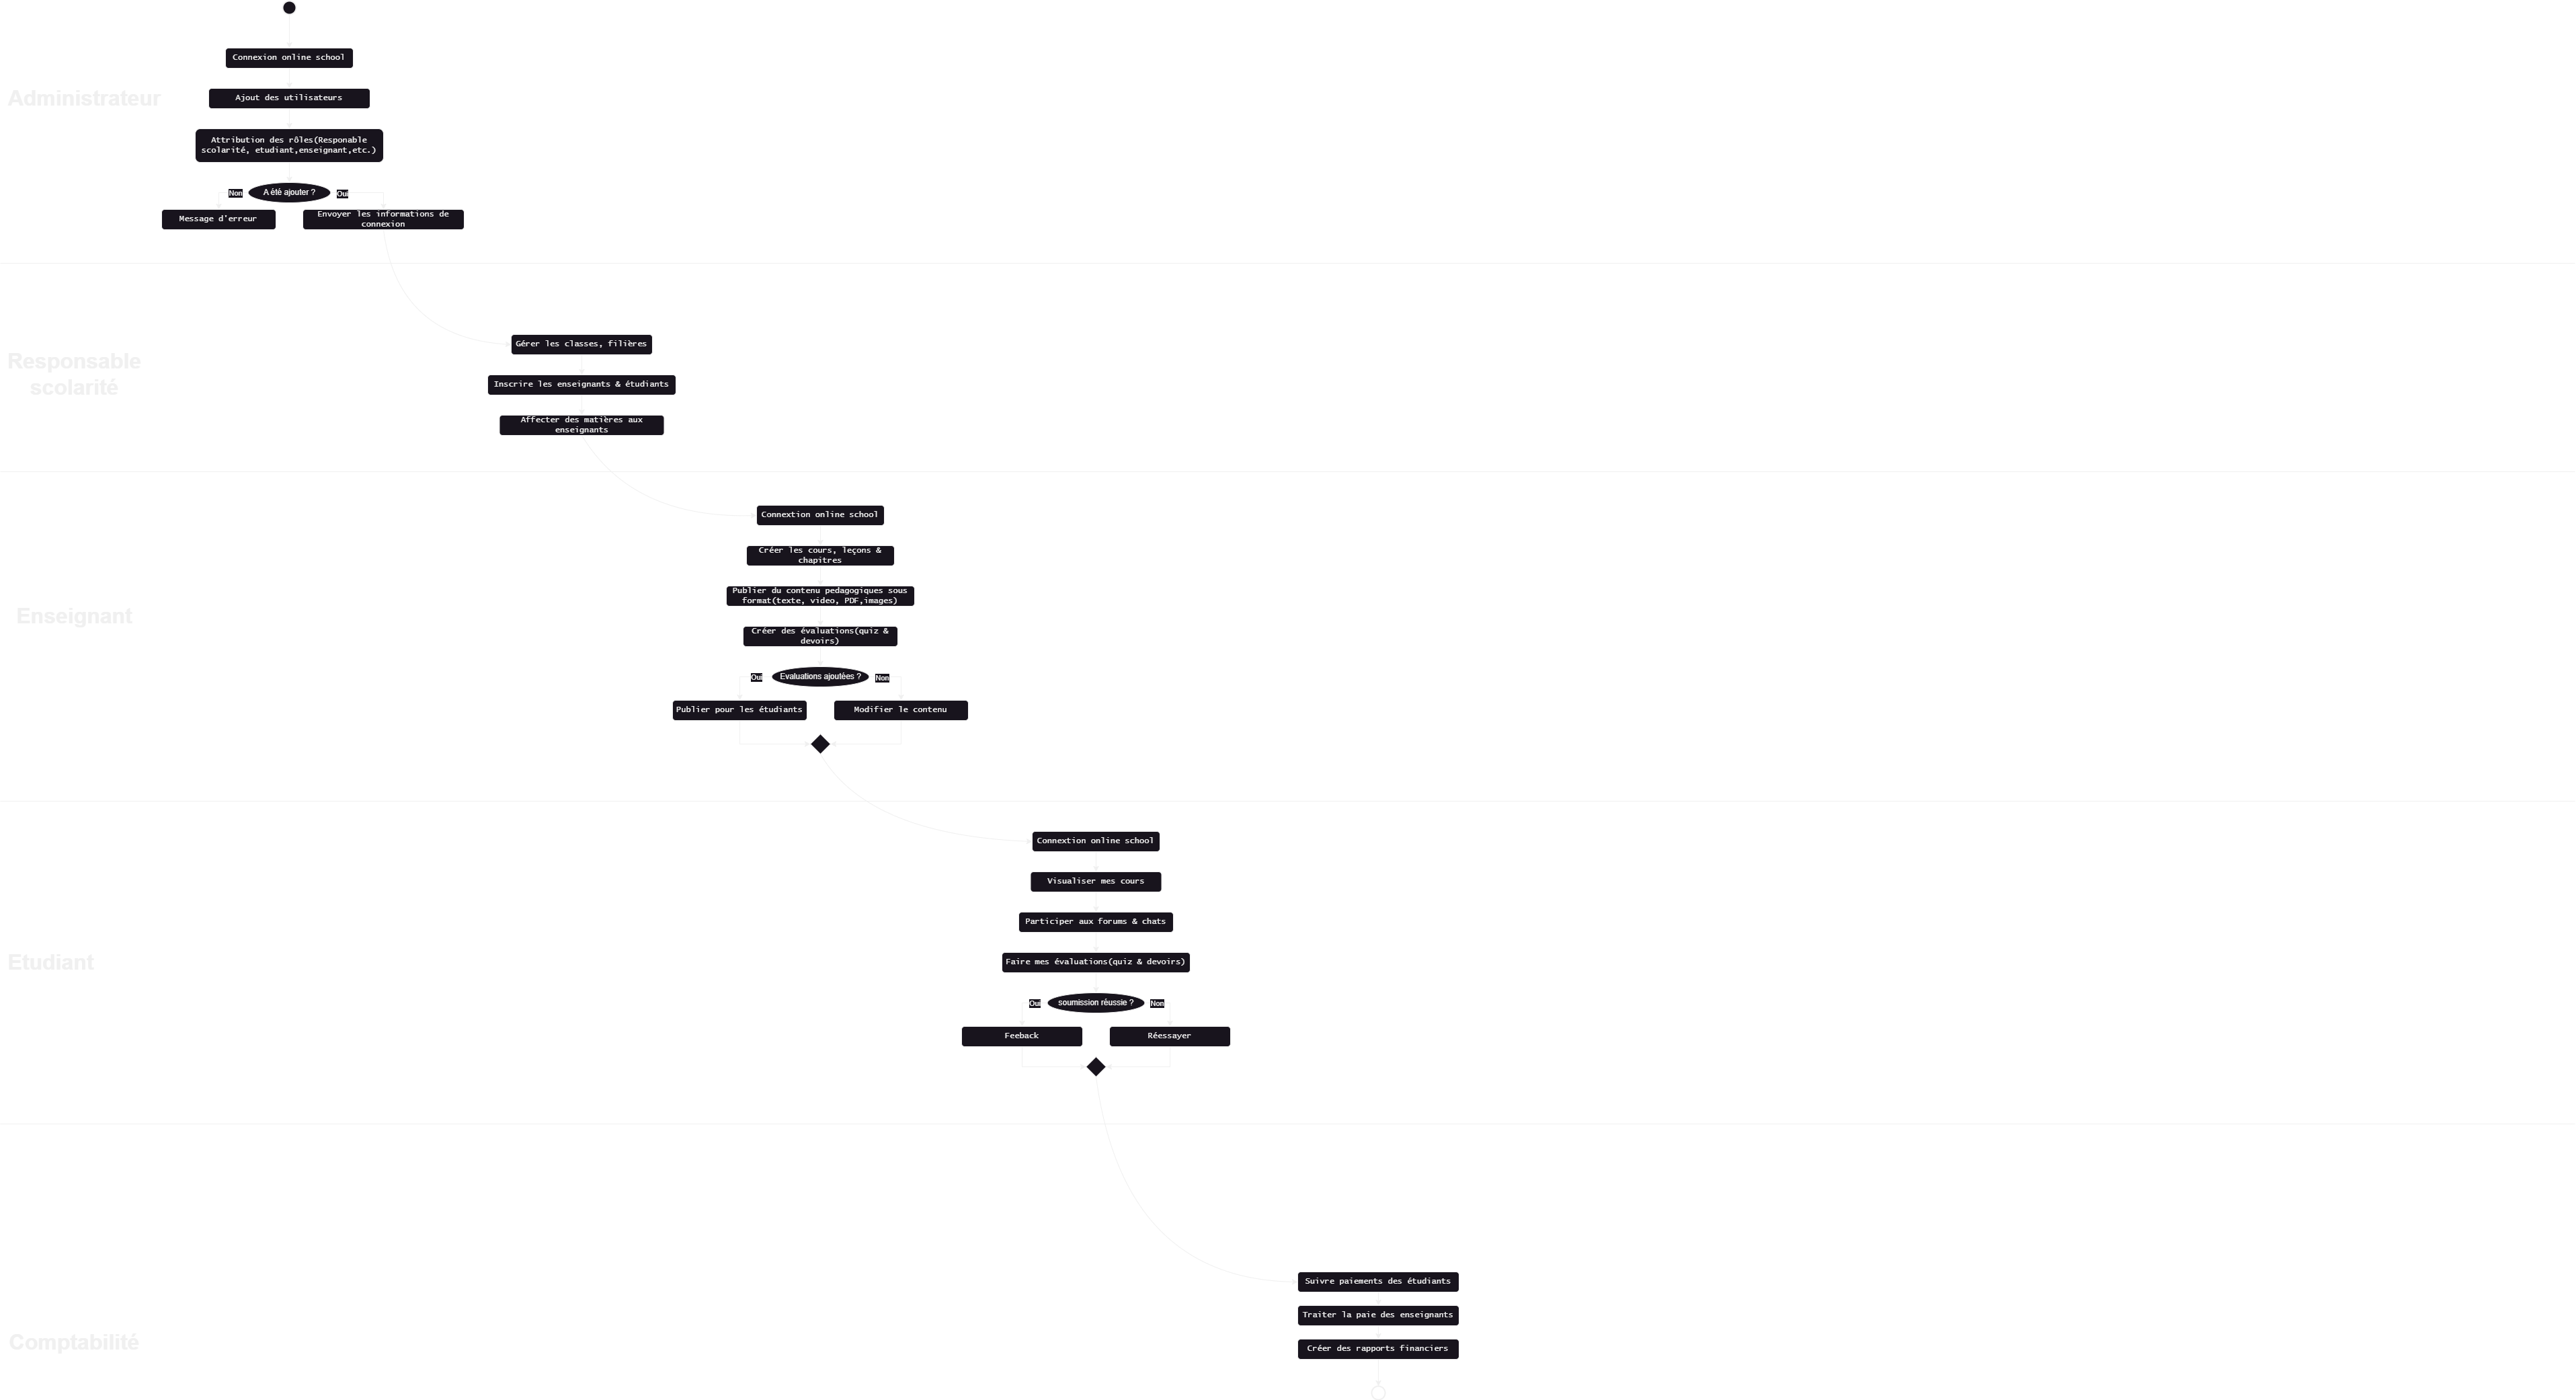 Connexion online school
Administrateur
Ajout des utilisateurs
Attribution des rôles(Responable
scolarité, etudiant,enseignant,etc.)
Non
A été ajouter ?
Oui
Message d'erreur
Envoyer les informations de
connexion
Responsable
scolarité
Gérer les classes, filières
Inscrire les enseignants & étudiants
Affecter des matières aux
enseignants
Enseignant
Connextion online school
Créer les cours, leçons &
chapitres
Publier du contenu pedagogiques sous
format(texte, video, PDF,images)
Créer des évaluations(quiz &
devoirs)
Oui
Evaluations ajoutées ?
Non
Publier pour les étudiants
Modifier le contenu
Etudiant
Connextion online school
Visualiser mes cours
Participer aux forums & chats
Faire mes évaluations(quiz & devoirs)
Oui
soumission réussie ?
Non
Feeback
Réessayer
Comptabilité
Suivre paiements des étudiants
Traiter la paie des enseignants
Créer des rapports financiers